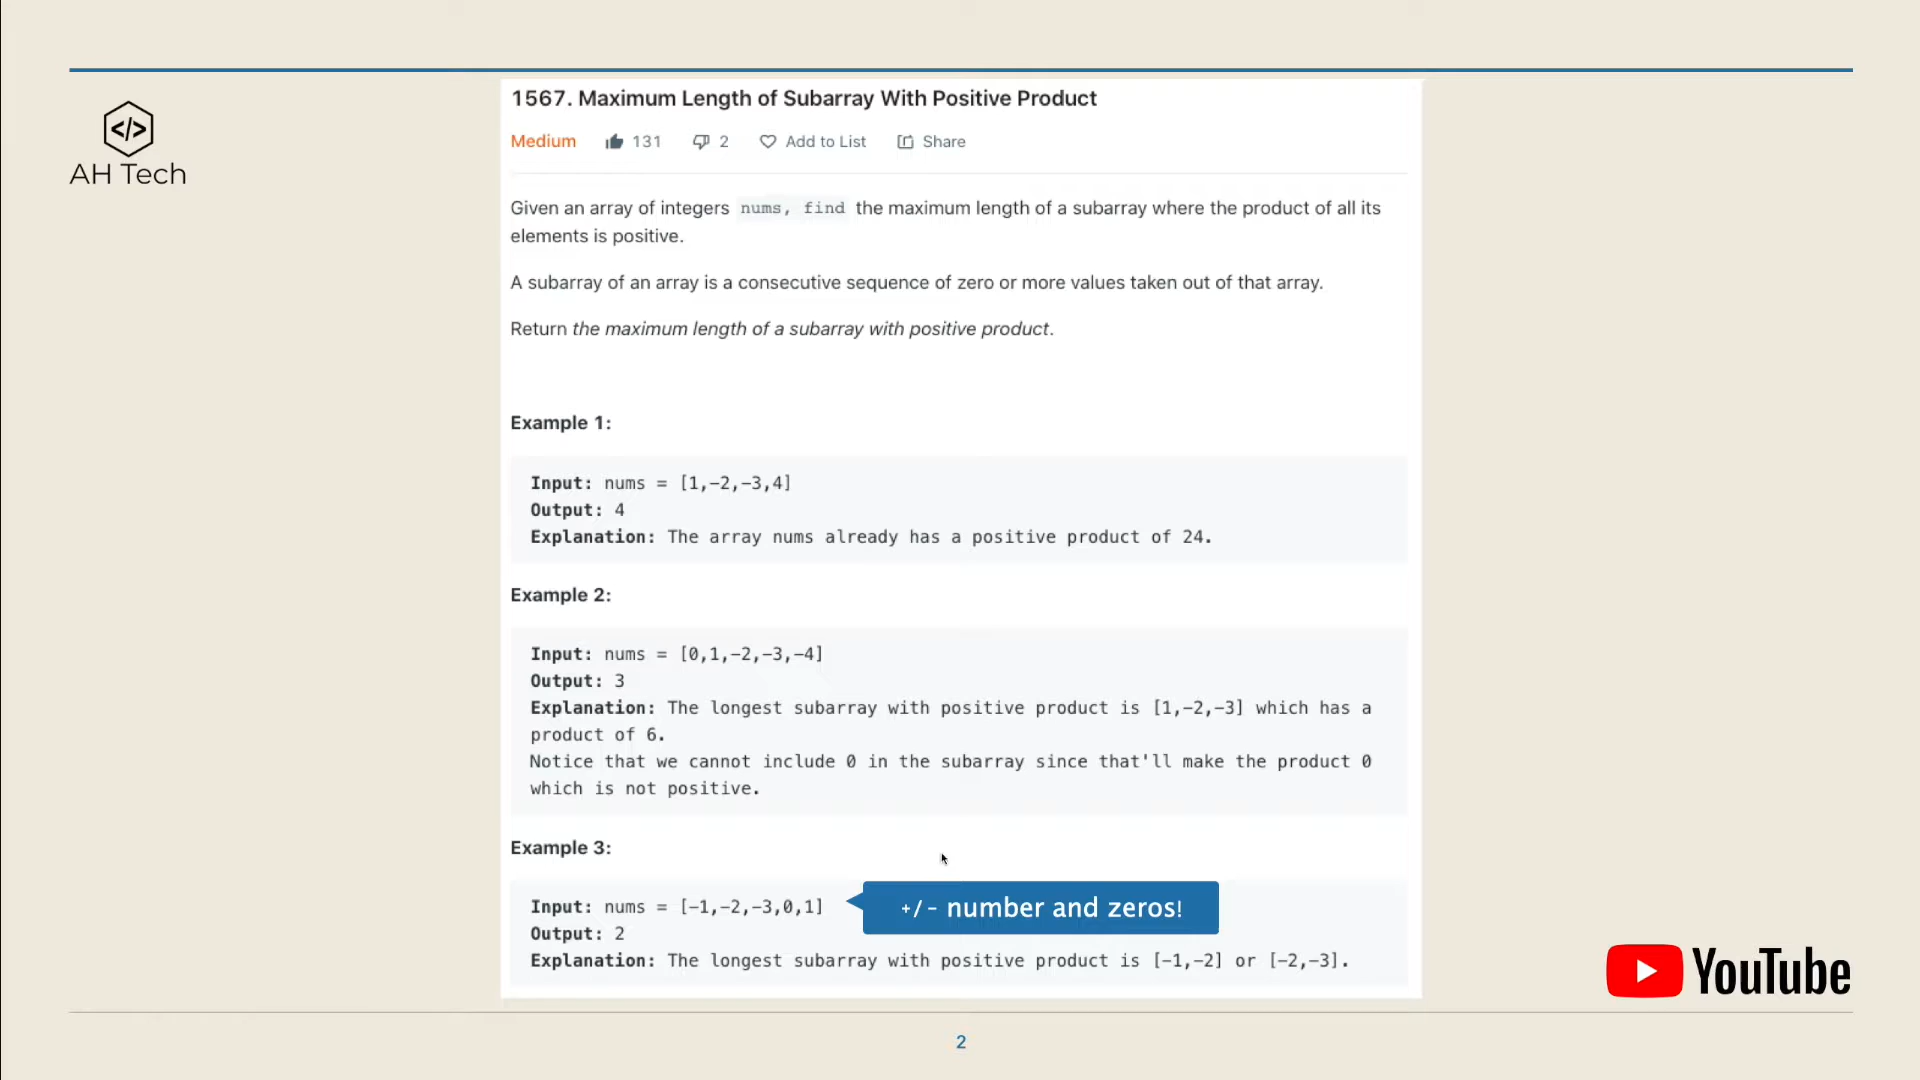 </>
AH Tech
1567. Maximum Length of Subarray With Positive Product
Medium 131 2 Add to List Share
Given an array of integers nums, find the maximum length of a subarray where the product of all its
elements is positive.
A subarray of an array is a consecutive sequence of zero or more values taken out of that array.
Return the maximum length of a subarray with positive product.
Example 1:
Input: nums = [1,-2,-3,4]
Output: 4
Explanation: The array nums already has a positive product of 24.
Example 2:
Input: nums = [0,1,-2,-3,-4]
Output: 3
Explanation: The longest subarray with positive product is [1,-2,-3] which has a
product of 6.
Notice that we cannot include 0 in the subarray since that'll make the product 0
which is not positive.
Example 3:
Input: nums = [-1,-2,-3,0,1]
+/- number and zeros!
Output: 2
Explanation: The longest subarray with positive product is [-1,-2] or [-2,-3].
YouTube
2